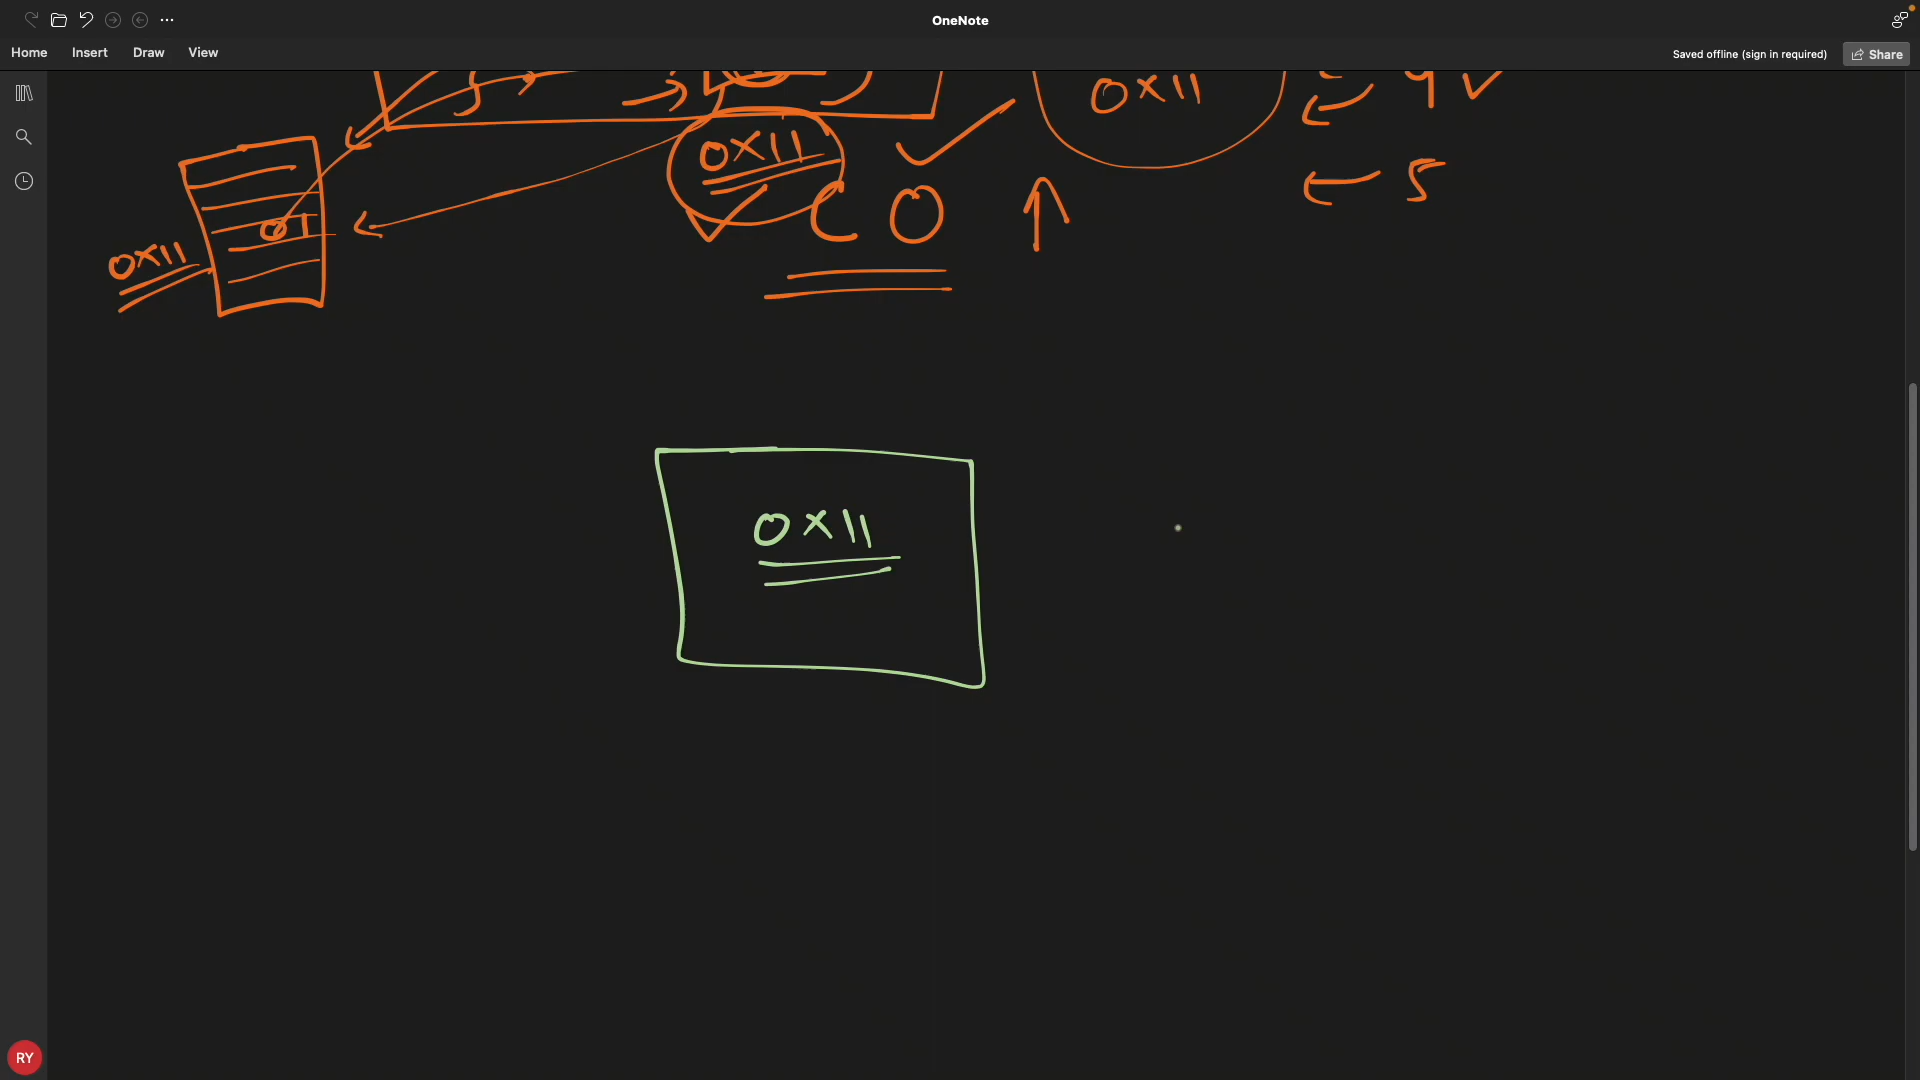 OneNote
Home Insert Draw View
Saved offline (sign in required) Share
0x11 4
0x11
5
01
CO
0x11
0x11
RY